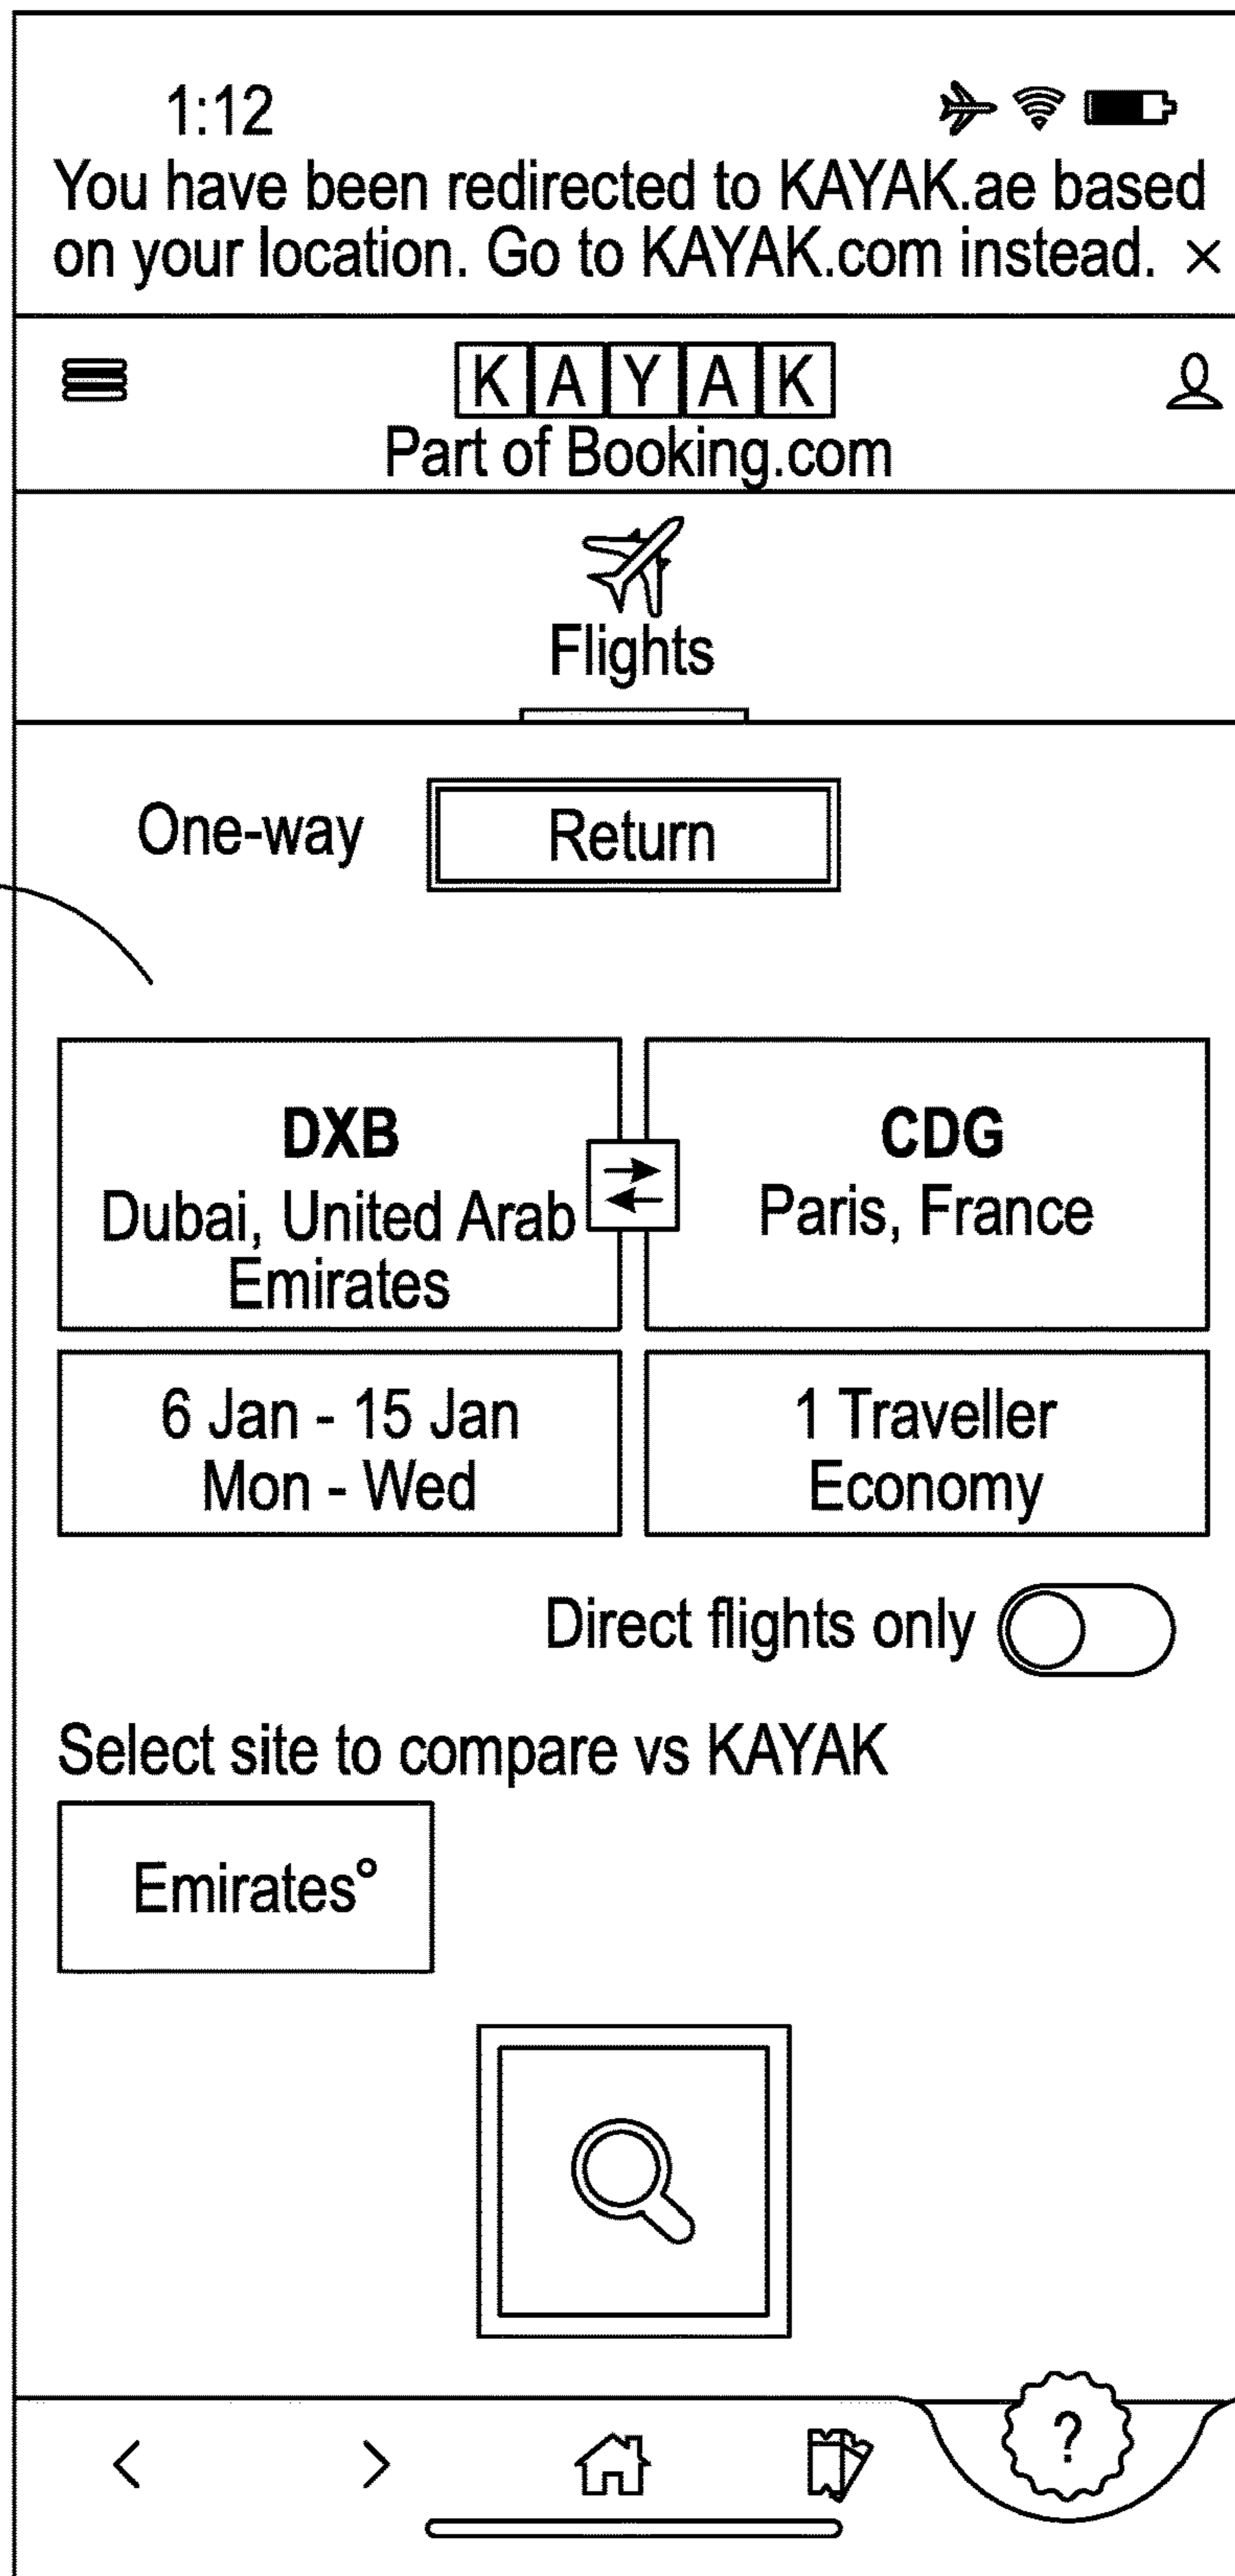 1:12
You have been redirected to KAYAK.ae based
on your location. Go to KAYAK.com instead. ×
KAYAK
Part of Booking.com
Flights
One-way
Return
DXB
Dubai, United Arab
Emirates
CDG
Paris, France
6 Jan - 15 Jan
Mon - Wed
1 Traveller
Economy
Direct flights only
Select site to compare vs KAYAK
Emirates°
?